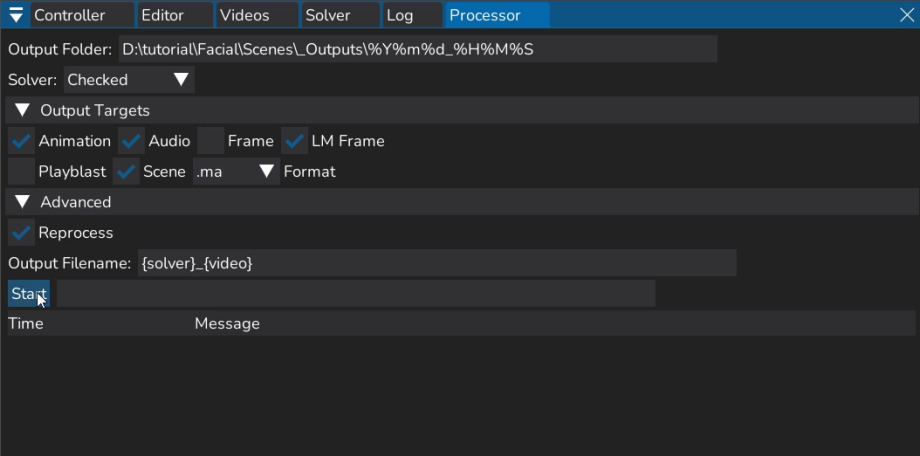 Controller Editor Videos Solver Log Processor
Output Folder: D:\tutorial\Facial\Scenes\_Outputs\%Y%m%d_%H%M%S
Solver: Checked
Output Targets
Animation Audio Frame LM Frame
Playblast Scene .ma Format
Advanced
Reprocess
Output Filename: {solver}_{video}
Start
Time Message